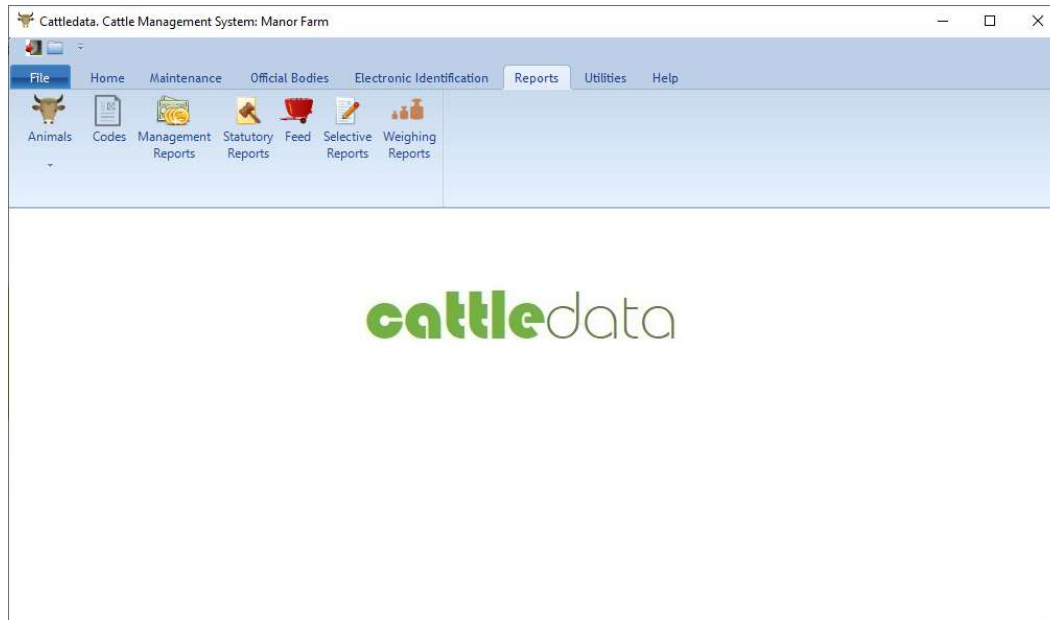 Cattledata. Cattle Management System: Manor Farm
File Home Maintenance Official Bodies Electronic Identification Reports Utilities Help
Animals Codes Management Statutory Feed Selective Weighing
Reports Reports Reports Reports
cattledata